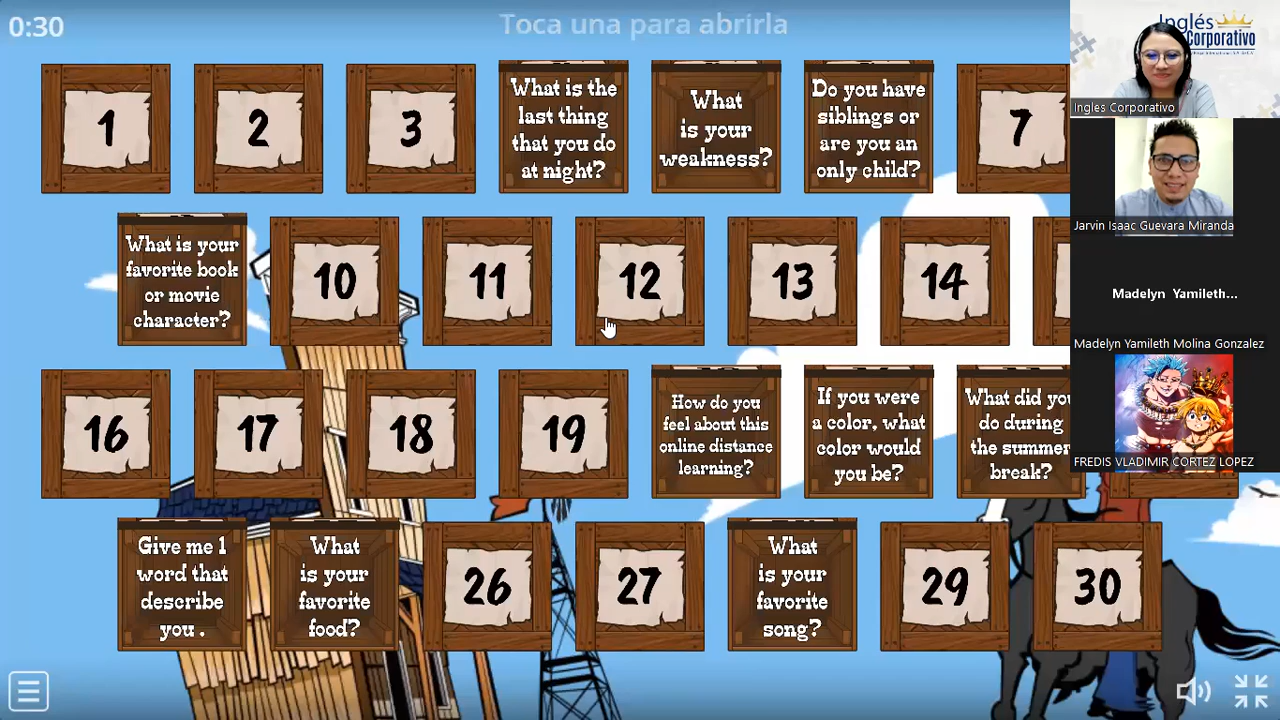 0:30
Toca una para abrirla
1
2
3
What is the
last thing
that you do
at night?
What
is your
weakness?
Do you have
siblings or
are you an
only child?
7
What is your
favorite book
or movie
character?
10
11
12
13
14
16
17
18
19
How do you
feel about this
online distance
learning?
If you were
a color, what
color would
you be?
What did you
do during
the summer
break?
Give me 1
word that
describe
you .
What
is your
favorite
food?
26
27
What
is your
favorite
song?
29
30
Inglés
Corporativo
Ingles Corporativo
Jarvin Isaac Guevara Miranda
Madelyn Yamileth...
Madelyn Yamileth Molina Gonzalez
FREDIS VLADIMIR CORTEZ LOPEZ